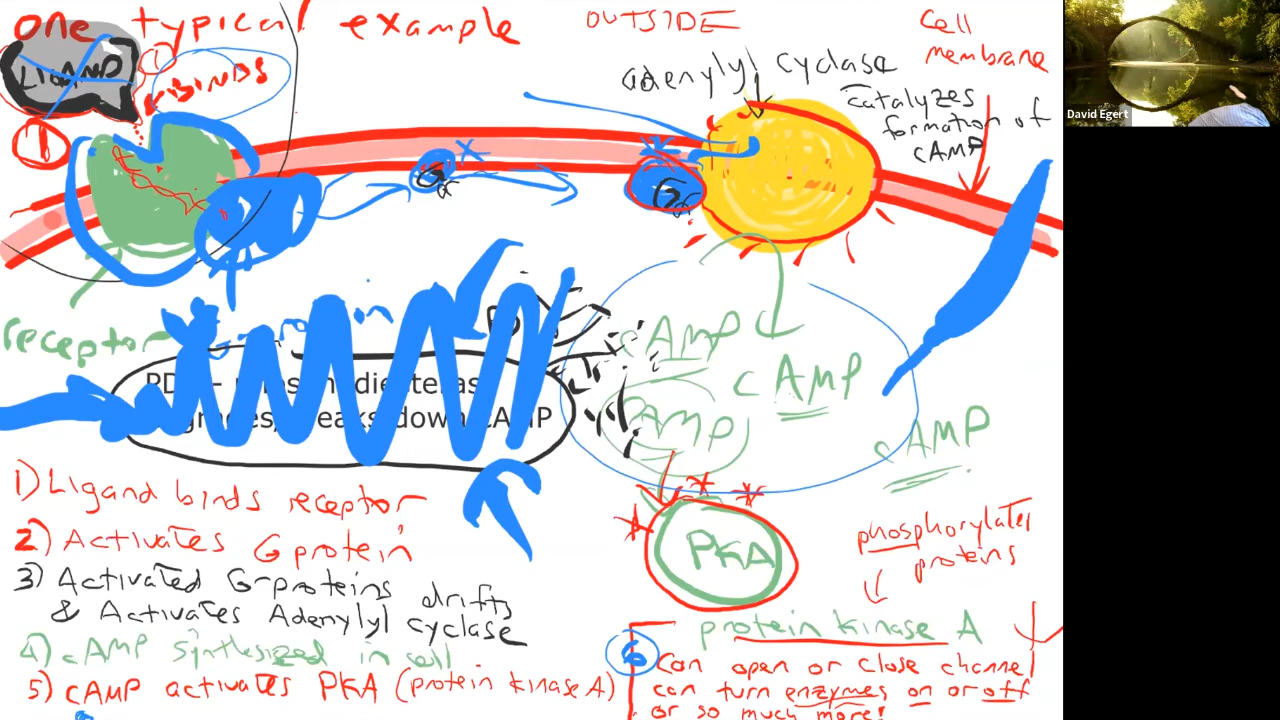 one typical example
OUTSIDE
cell
membrane
LIGAND
1
BINDS
1
adenylyl cyclase
catalyzes
formation of
cAMP
David Egert
G
G
receptor
cAMP
cAMP
cAMP
cAMP
down cAMP
1) Ligand binds receptor
2) Activates G protein
3) Activated G-proteins drifts
& Activates Adenylyl cyclase
4) cAMP synthesized in cell
5) cAMP activates PKA (protein kinase A)
PKA
phosphorylates
proteins
protein kinase A
6 Can open or close channel
can turn enzymes on or off
or so much more!